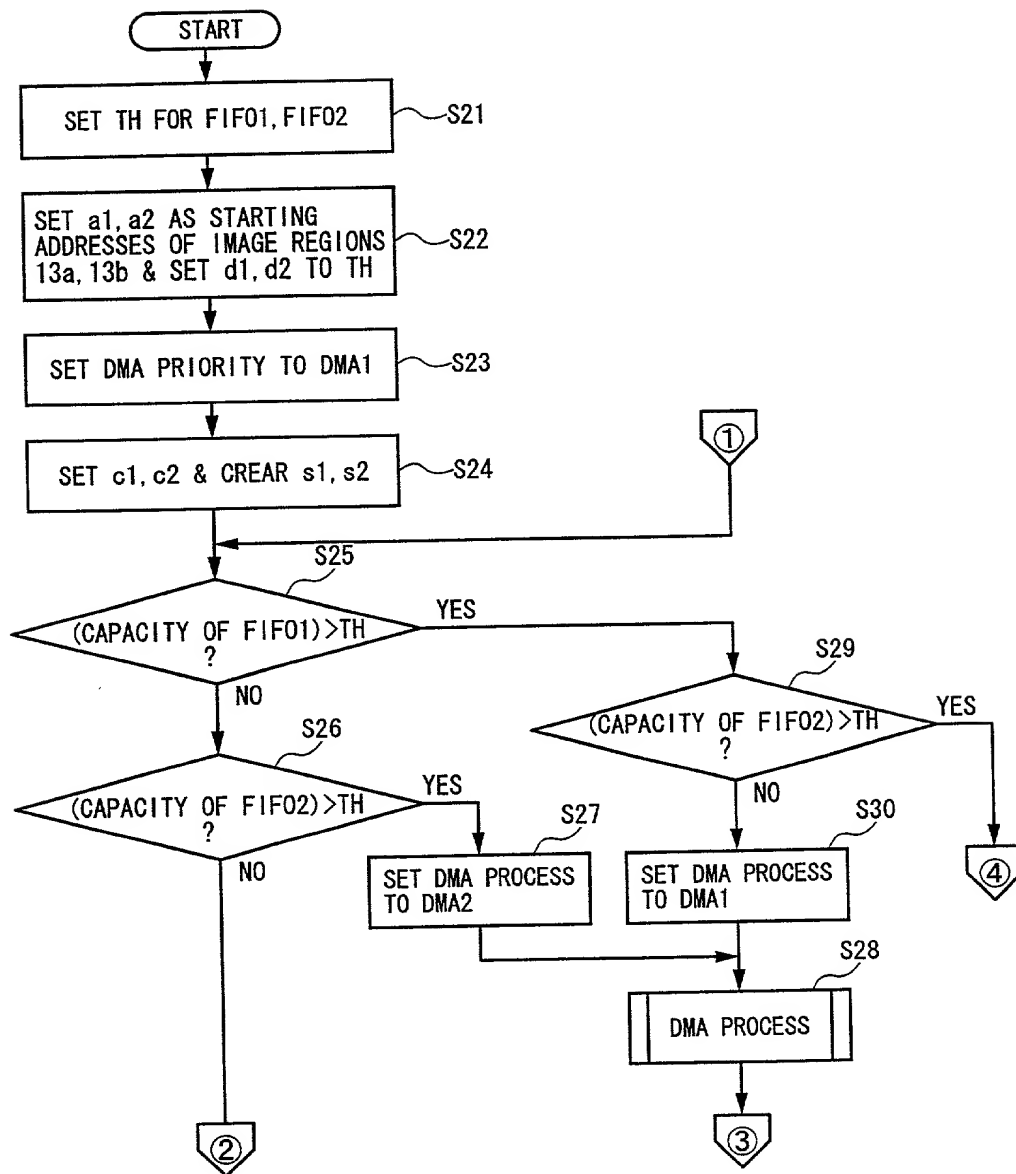 START
SET TH FOR FIFO1, FIFO2
S21
SET a1, a2 AS STARTING
ADDRESSES OF IMAGE REGIONS
13a, 13b & SET d1, d2 TO TH
S22
SET DMA PRIORITY TO DMA1
S23
SET c1, c2 & CREAR s1, s2
S24
①
S25
(CAPACITY OF FIFO1)>TH
?
YES
NO
S29
(CAPACITY OF FIFO2)>TH
?
YES
NO
S26
(CAPACITY OF FIFO2)>TH
?
YES
NO
S27
SET DMA PROCESS
TO DMA2
S30
SET DMA PROCESS
TO DMA1
④
S28
DMA PROCESS
②
③